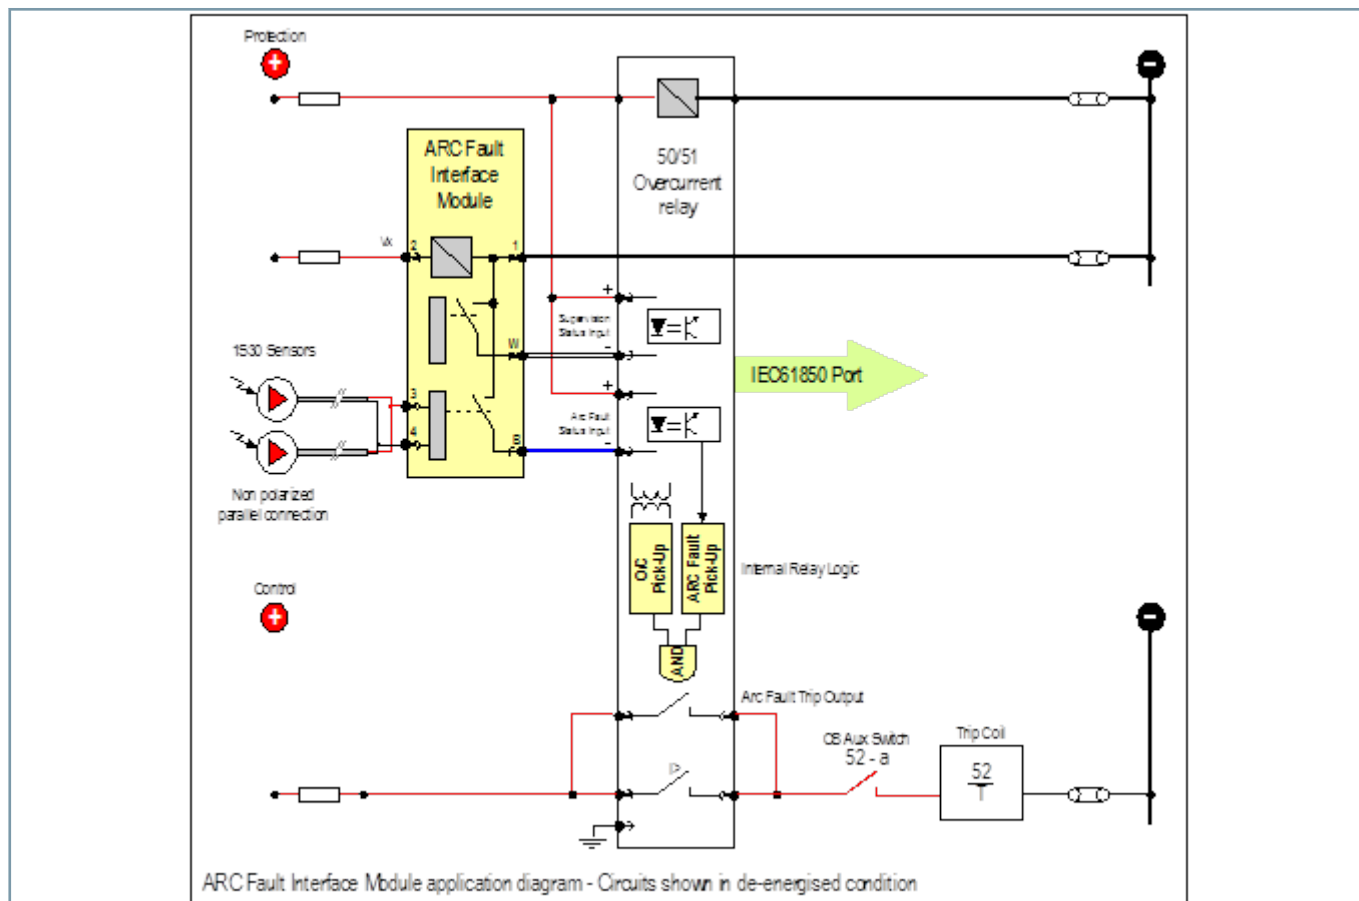 Protection
ARC Fault
Interface
Module
50/51
Overcurrent
relay
Vx
2
1
+
Supervision
Status Input
-
W
1530 Sensors
IEC61850 Port
3
+
Arc Fault
Status Input
4
B
-
Non polarized
parallel connection
O/C
Pick-Up
ARC Fault
Pick-Up
Internal Relay Logic
Control
AND
Arc Fault Trip Output
CB Aux Switch
52 - a
Trip Coil
52
T
I>
ARC Fault Interface Module application diagram - Circuits shown in de-energised condition